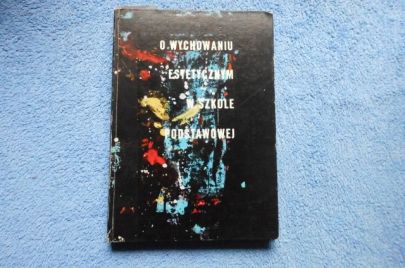 O WYCHOWANIU
ESTETYCZNYM
W SZKOLE
PODSTAWOWEJ